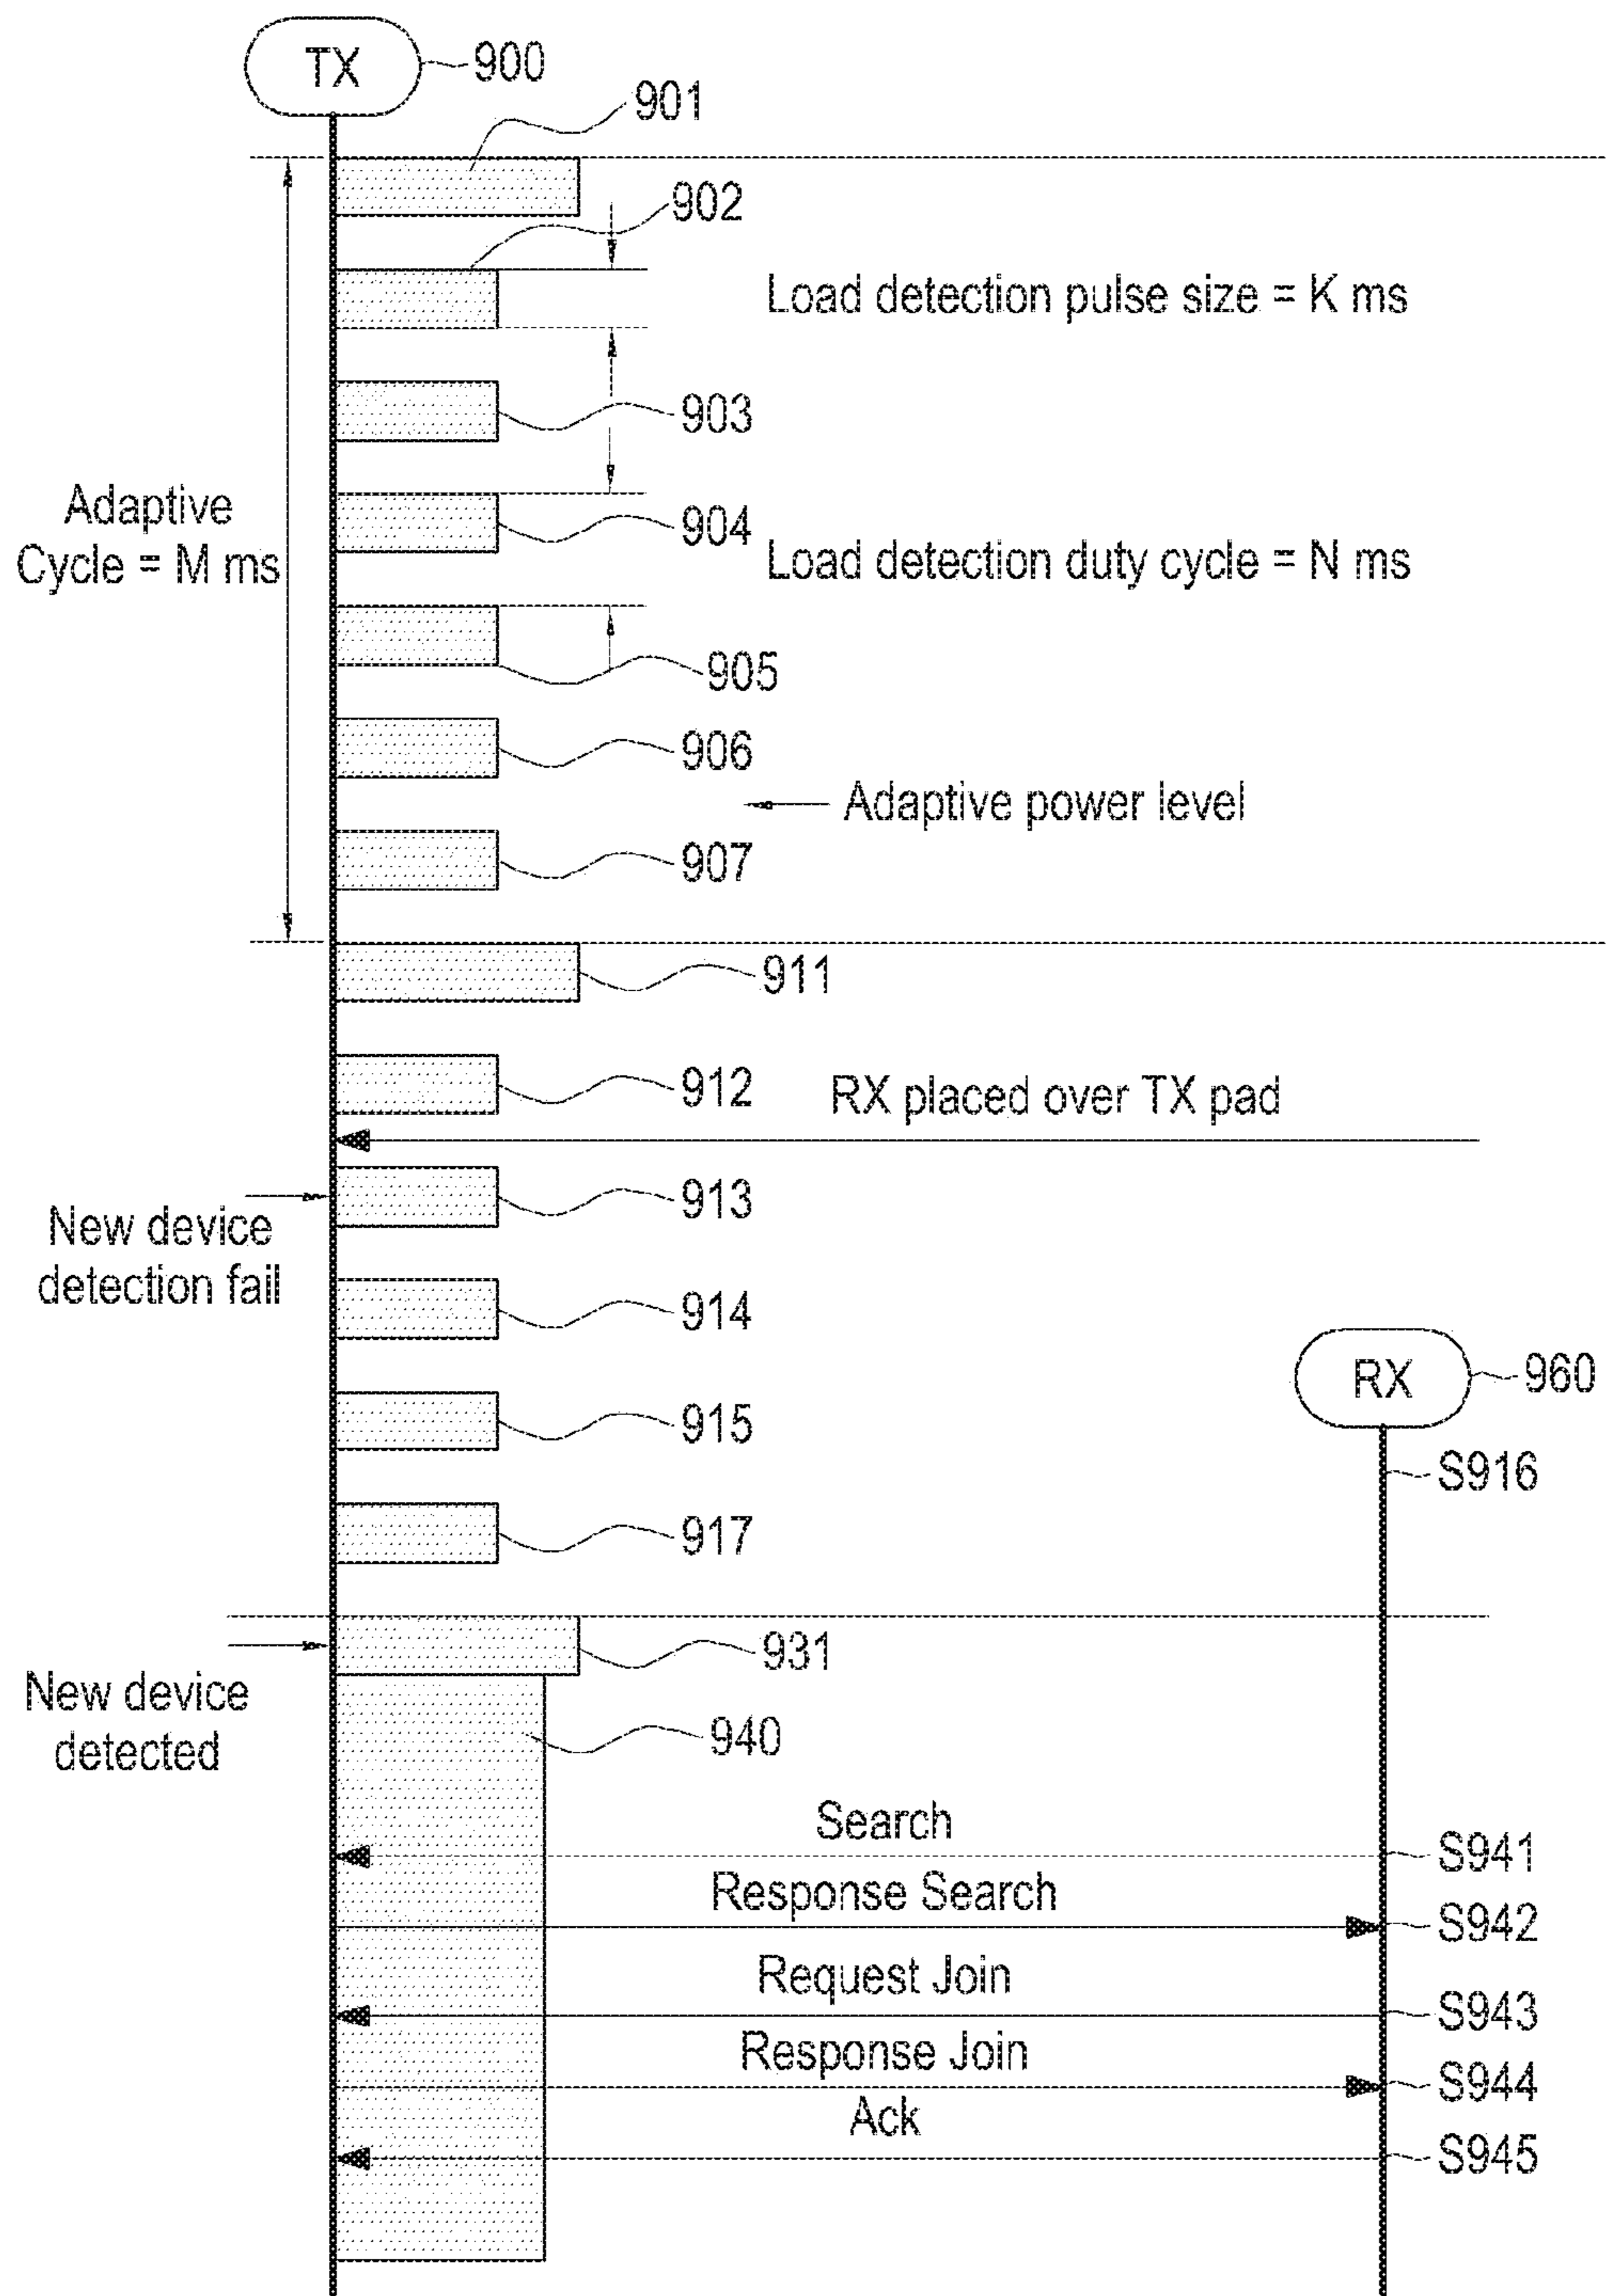 TX
900
901
902
Load detection pulse size = K ms
903
Adaptive
Cycle = M ms
904
Load detection duty cycle = N ms
905
906
Adaptive power level
907
911
912
RX placed over TX pad
913
New device
detection fail
914
RX
960
915
S916
917
931
New device
detected
940
Search
S941
Response Search
S942
Request Join
S943
Response Join
S944
Ack
S945